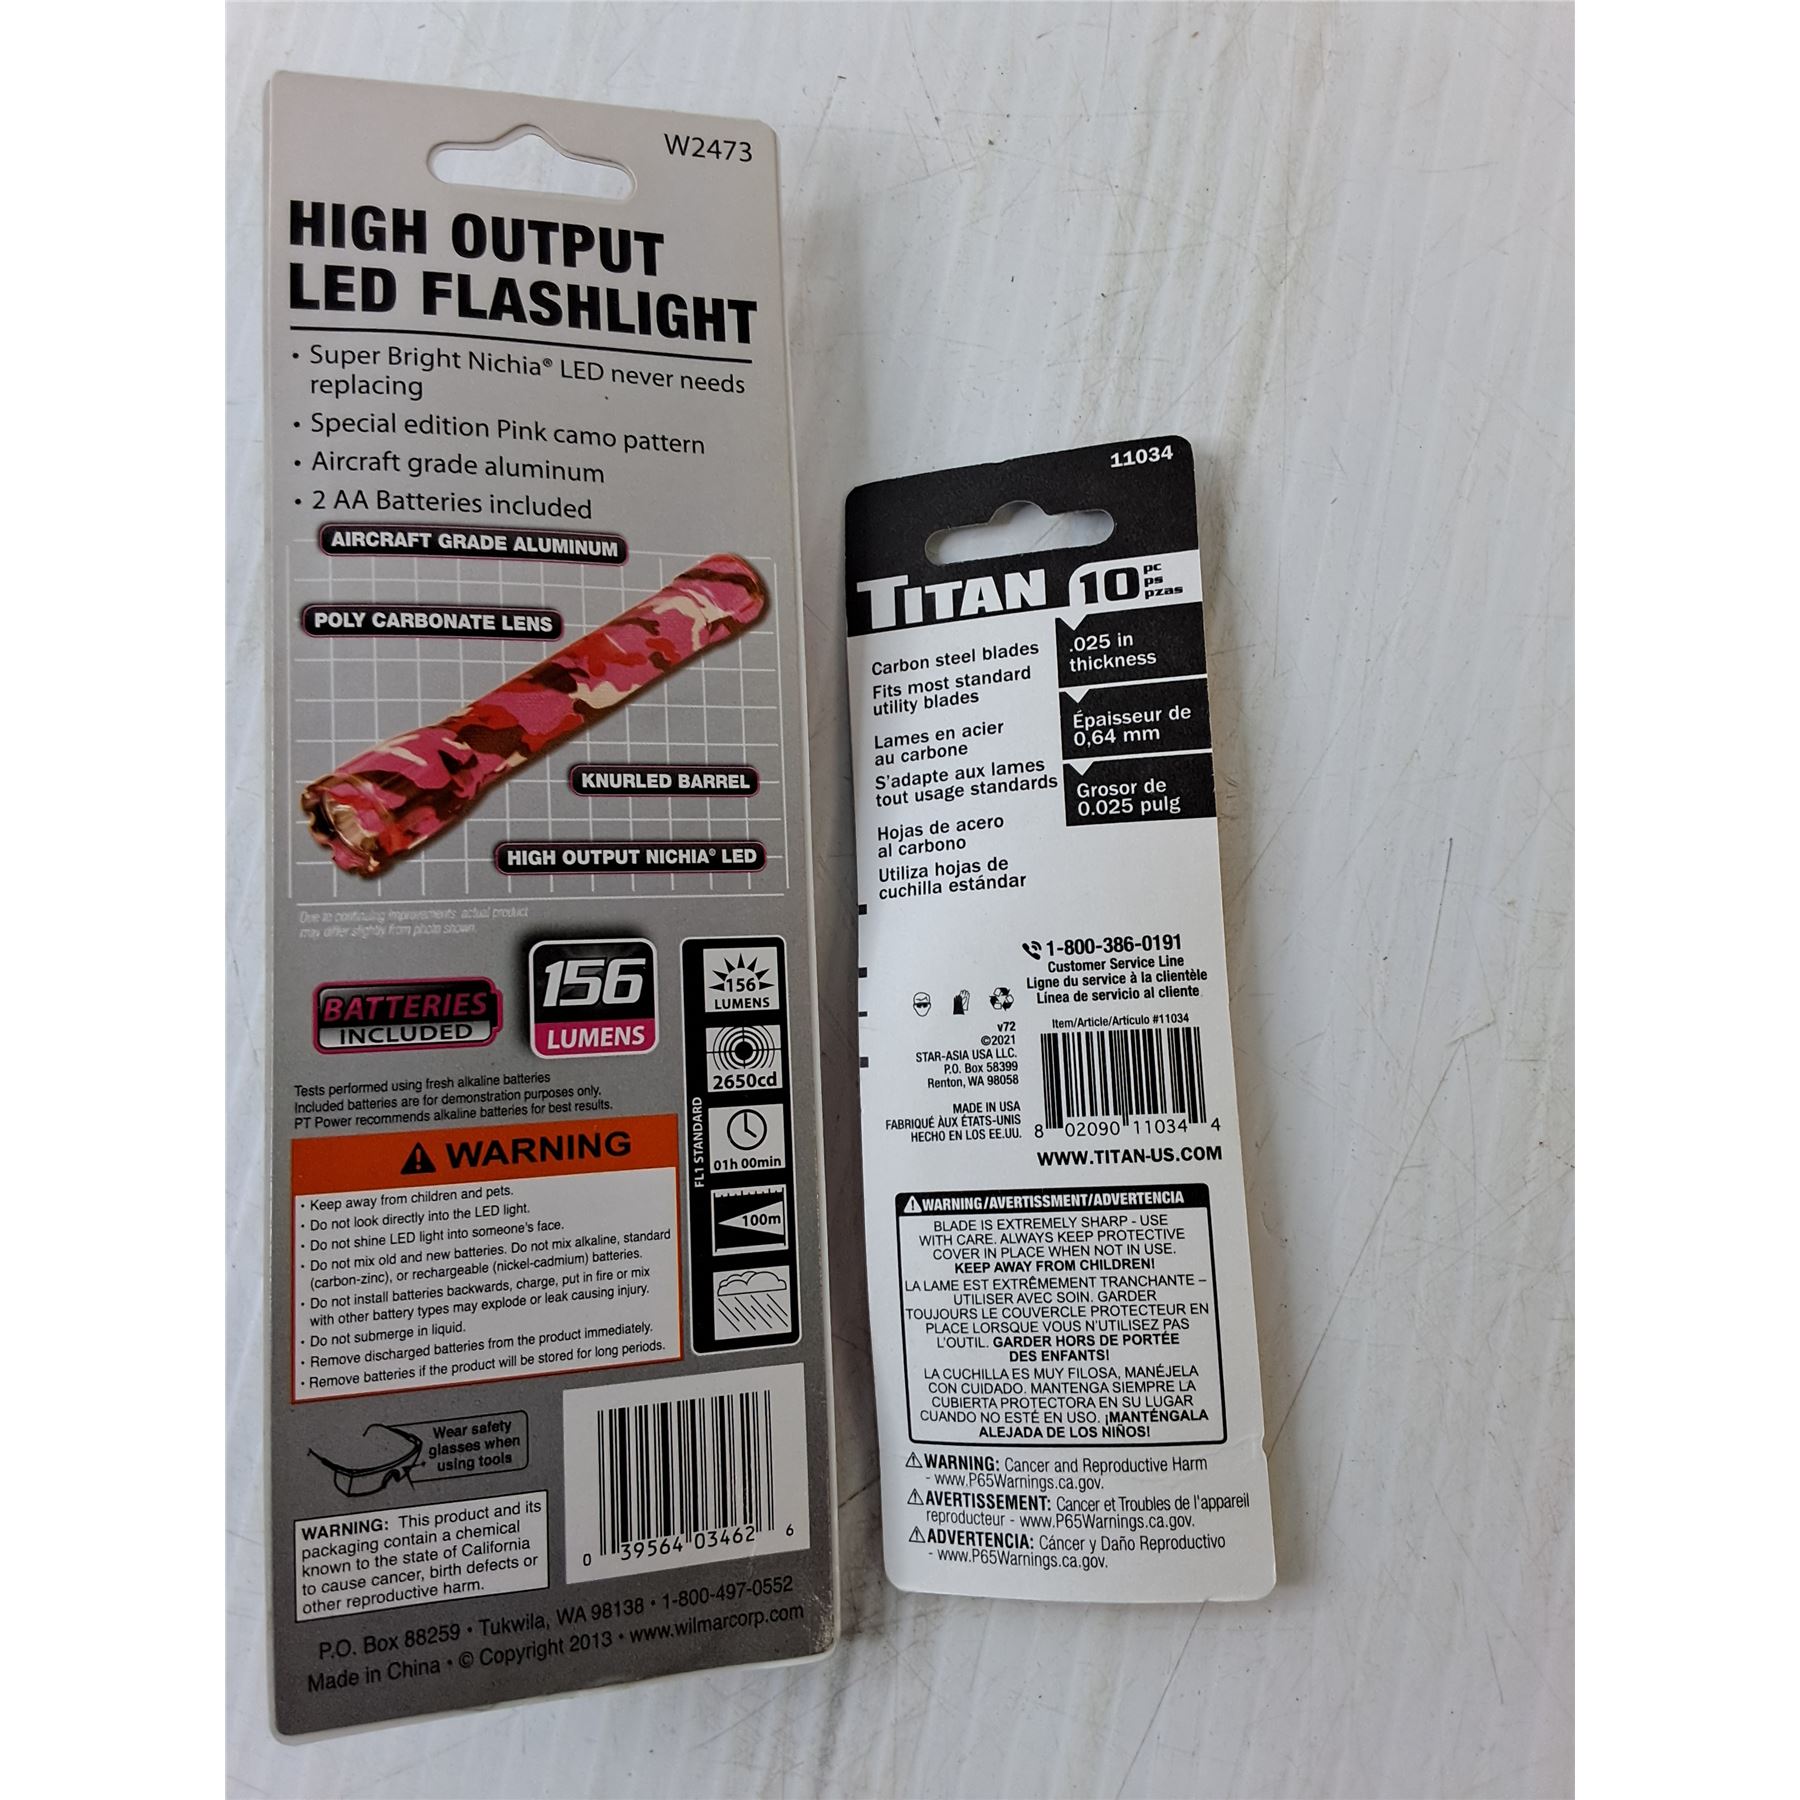 W2473
HIGH OUTPUT
LED FLASHLIGHT
• Super Bright Nichia® LED never needs
replacing
• Special edition Pink camo pattern
• Aircraft grade aluminum
• 2 AA Batteries included
AIRCRAFT GRADE ALUMINUM
POLY CARBONATE LENS
KNURLED BARREL
HIGH OUTPUT NICHIA® LED
Due to continuing improvements, actual product
may differ slightly from photo shown.
BATTERIES
INCLUDED
156
LUMENS
Tests performed using fresh alkaline batteries
Included batteries are for demonstration purposes only.
PT Power recommends alkaline batteries for best results.
FL1 STANDARD
156
LUMENS
2650cd
01h 00min
100m
WARNING
• Keep away from children and pets.
• Do not look directly into the LED light.
• Do not shine LED light into someone's face.
• Do not mix old and new batteries. Do not mix alkaline, standard
(carbon-zinc), or rechargeable (nickel-cadmium) batteries.
• Do not install batteries backwards, charge, put in fire or mix
with other battery types may explode or leak causing injury.
• Do not submerge in liquid.
• Remove discharged batteries from the product immediately.
• Remove batteries if the product will be stored for long periods.
Wear safety
glasses when
using tools
WARNING: This product and its
packaging contain a chemical
known to the state of California
to cause cancer, birth defects or
other reproductive harm.
0 39564 03462 6
P.O. Box 88259 • Tukwila, WA 98138 • 1-800-497-0552
Made in China • © Copyright 2013 • www.wilmarcorp.com
11034
TITAN 10 pc
ps
pzas
Carbon steel blades
Fits most standard
utility blades
Lames en acier
au carbone
S'adapte aux lames
tout usage standards
Hojas de acero
al carbono
Utiliza hojas de
cuchilla estándar
.025 in
thickness
Épaisseur de
0,64 mm
Grosor de
0.025 pulg
1-800-386-0191
Customer Service Line
Ligne du service à la clientèle
Línea de servicio al cliente
v72
©2021
STAR-ASIA USA LLC.
P.O. Box 58399
Renton, WA 98058
MADE IN USA
FABRIQUÉ ÀUX ÉTATS-UNIS
HECHO EN LOS EE.UU.
Item/Article/Articulo #11034
8 02090 11034 4
WWW.TITAN-US.COM
WARNING/AVERTISSMENT/ADVERTENCIA
BLADE IS EXTREMELY SHARP - USE
WITH CARE. ALWAYS KEEP PROTECTIVE
COVER IN PLACE WHEN NOT IN USE.
KEEP AWAY FROM CHILDREN!
LA LAME EST EXTRÊMEMENT TRANCHANTE –
UTILISER AVEC SOIN. GARDER
TOUJOURS LE COUVERCLE PROTECTEUR EN
PLACE LORSQUE VOUS N'UTILISEZ PAS
L'OUTIL. GARDER HORS DE PORTÉE
DES ENFANTS!
LA CUCHILLA ES MUY FILOSA, MANÉJELA
CON CUIDADO. MANTENGA SIEMPRE LA
CUBIERTA PROTECTORA EN SU LUGAR
CUANDO NO ESTÉ EN USO. ¡MANTÉNGALA
ALEJADA DE LOS NIÑOS!
WARNING: Cancer and Reproductive Harm
- www.P65Warnings.ca.gov.
AVERTISSEMENT: Cancer et Troubles de l'appareil
reproducteur - www.P65Warnings.ca.gov.
ADVERTENCIA: Cáncer y Daño Reproductivo
- www.P65Warnings.ca.gov.